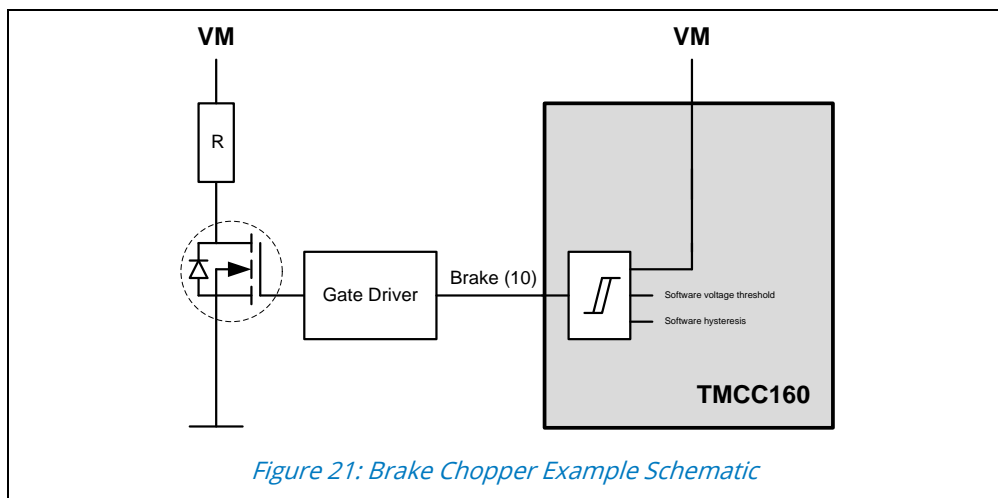 VM
VM
R
Gate Driver
Brake (10)
Software voltage threshold
Software hysteresis
TMCC160
Figure 21: Brake Chopper Example Schematic